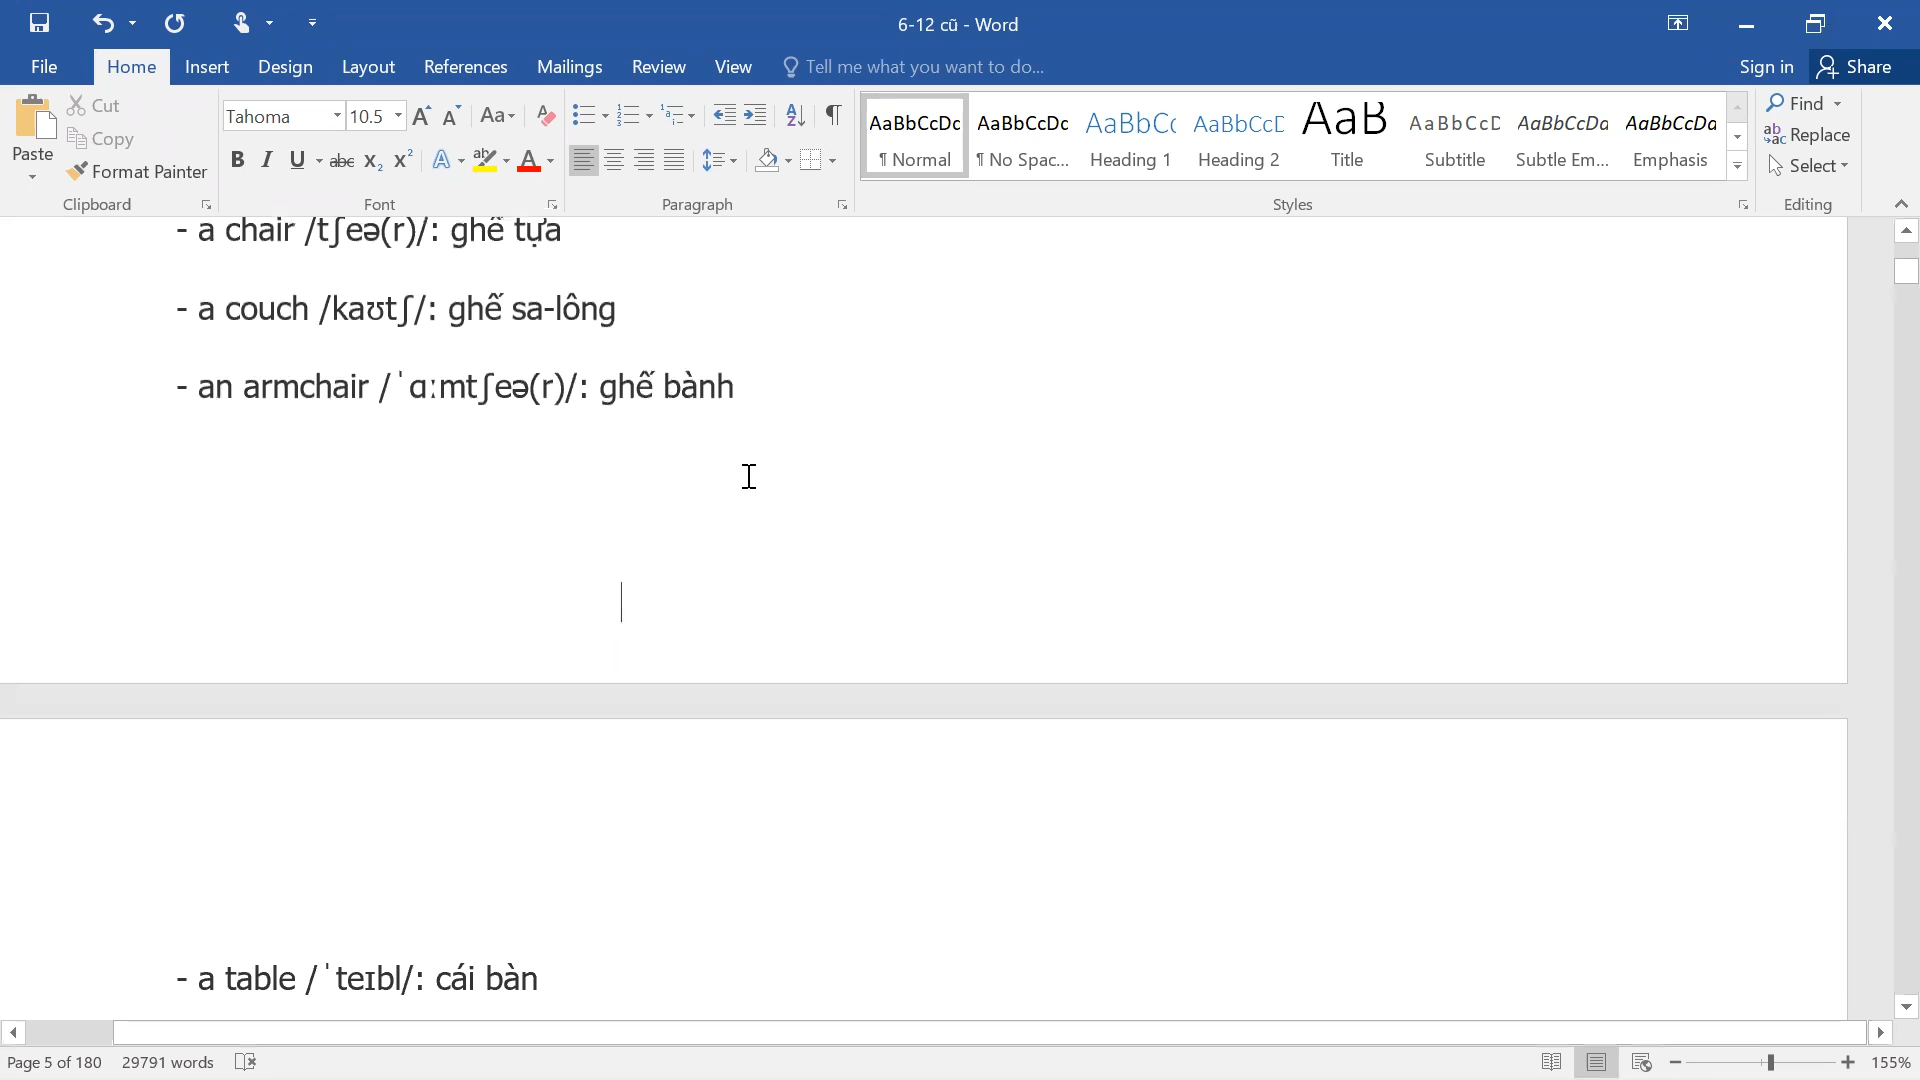 6-12 cũ - Word
File Home Insert Design Layout References Mailings Review View Tell me what you want to do... Sign in Share
Paste Cut Copy Format Painter
Tahoma 10.5
AaBbCcDc AaBbCcDc AaBbCc AaBbCcD AaB AaBbCcD AaBbCcDd AaBbCcDd
¶ Normal ¶ No Spac... Heading 1 Heading 2 Title Subtitle Subtle Em... Emphasis
Find Replace Select
Clipboard Font Paragraph Styles Editing
- a chair /tʃeə(r)/: ghế tựa
- a couch /kaʊtʃ/: ghế sa-lông
- an armchair /ˈɑːmtʃeə(r)/: ghế bành
- a table /ˈteɪbl/: cái bàn
Page 5 of 180 29791 words 155%